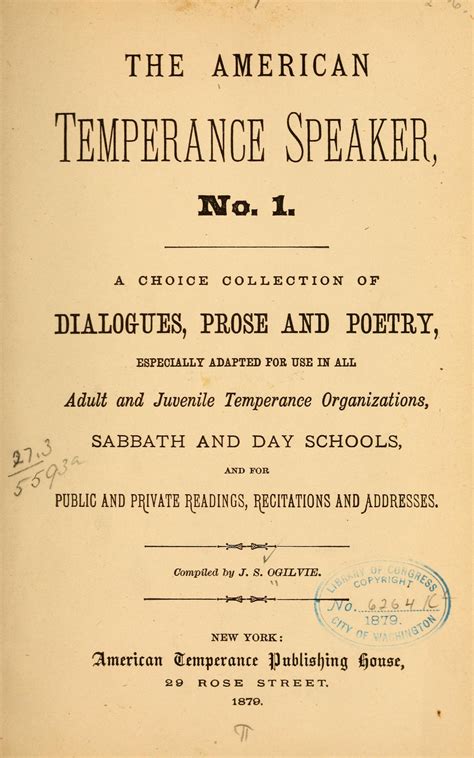 THE AMERICAN
TEMPERANCE SPEAKER,
No. 1.
A CHOICE COLLECTION OF
DIALOGUES, PROSE AND POETRY,
ESPECIALLY ADAPTED FOR USE IN ALL
Adult and Juvenile Temperance Organizations,
SABBATH AND DAY SCHOOLS,
AND FOR
PUBLIC AND PRIVATE READINGS, RECITATIONS AND ADDRESSES.
27.3
5593a
Compiled by J. S. OGILVIE.
LIBRARY OF CONGRESS
COPYRIGHT
No. 6264
1879.
CITY OF WASHINGTON
NEW YORK:
American Temperance Publishing House,
29 ROSE STREET.
1879.